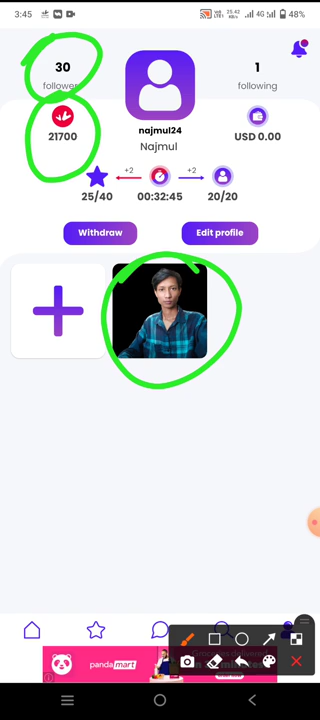 3:45
48%
30
follower
1
following
21700
najmul24
Najmul
USD 0.00
+2
+2
25/40
00:32:45
20/20
Withdraw
Edit profile
panda mart